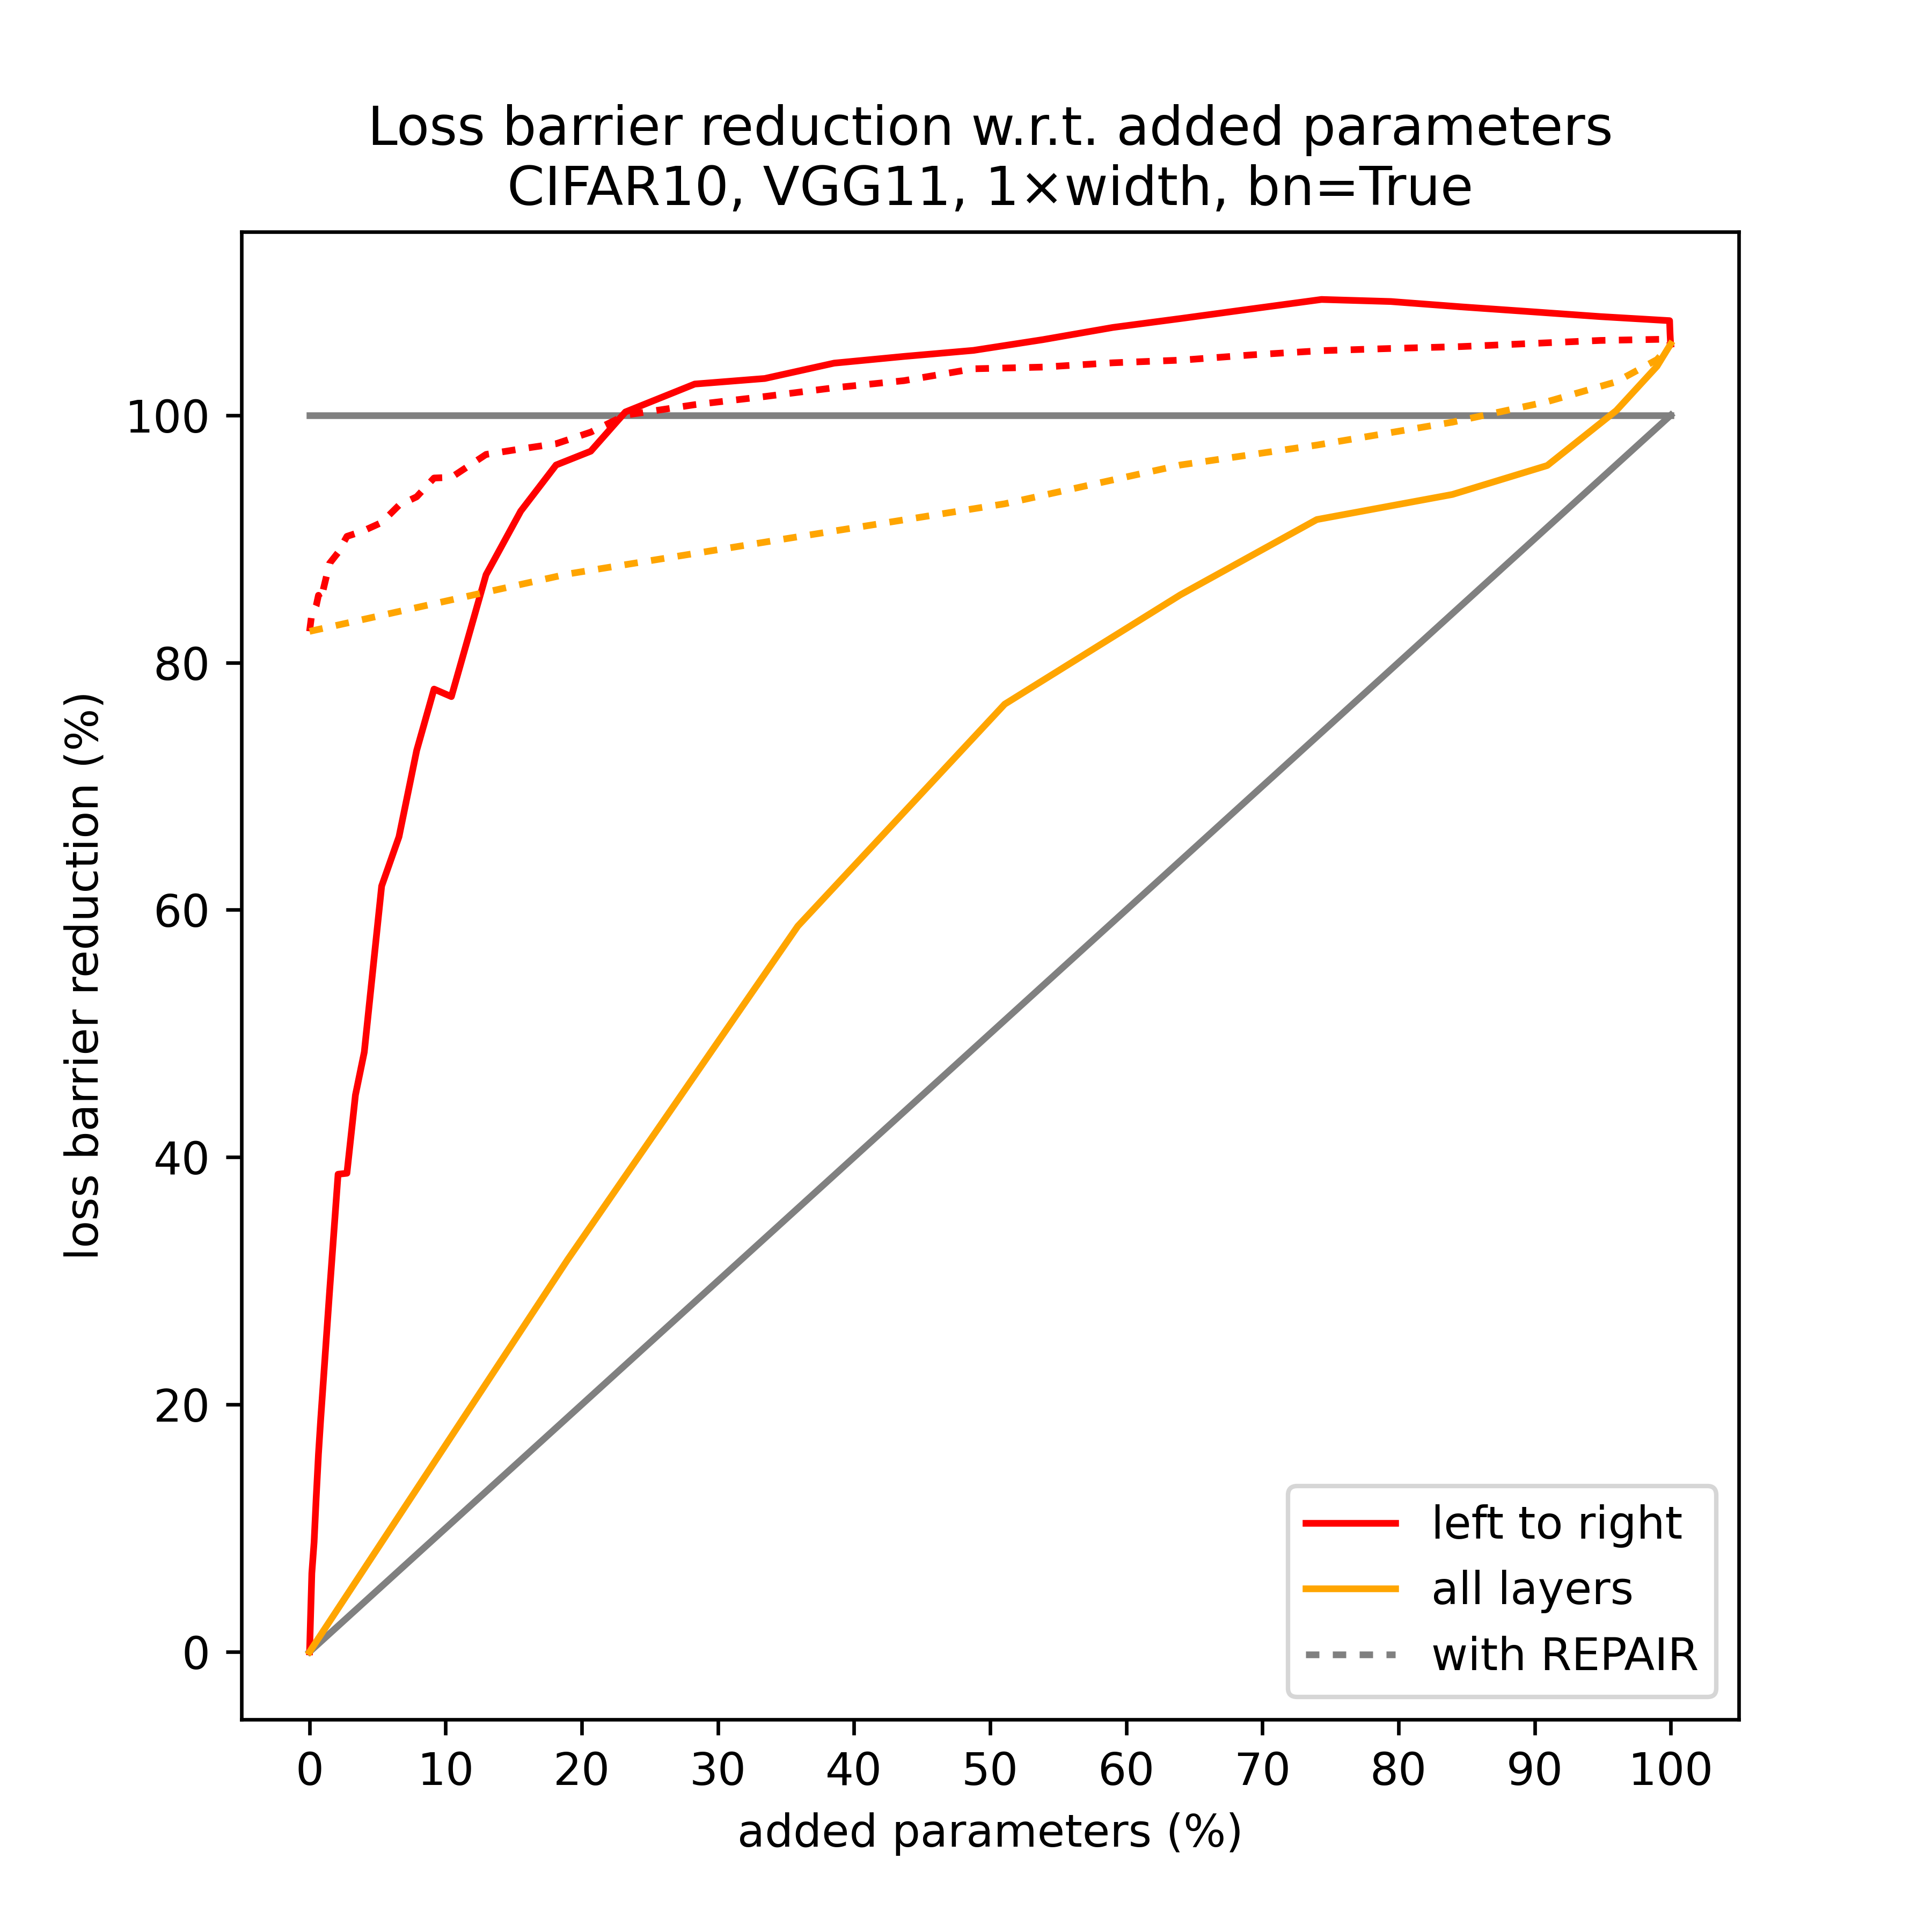 Loss barrier reduction w.r.t. added parameters
CIFAR10, VGG11, 1×width, bn=True
loss barrier reduction (%)
100
80
60
40
20
0
0 10 20 30 40 50 60 70 80 90 100
added parameters (%)
left to right
all layers
with REPAIR